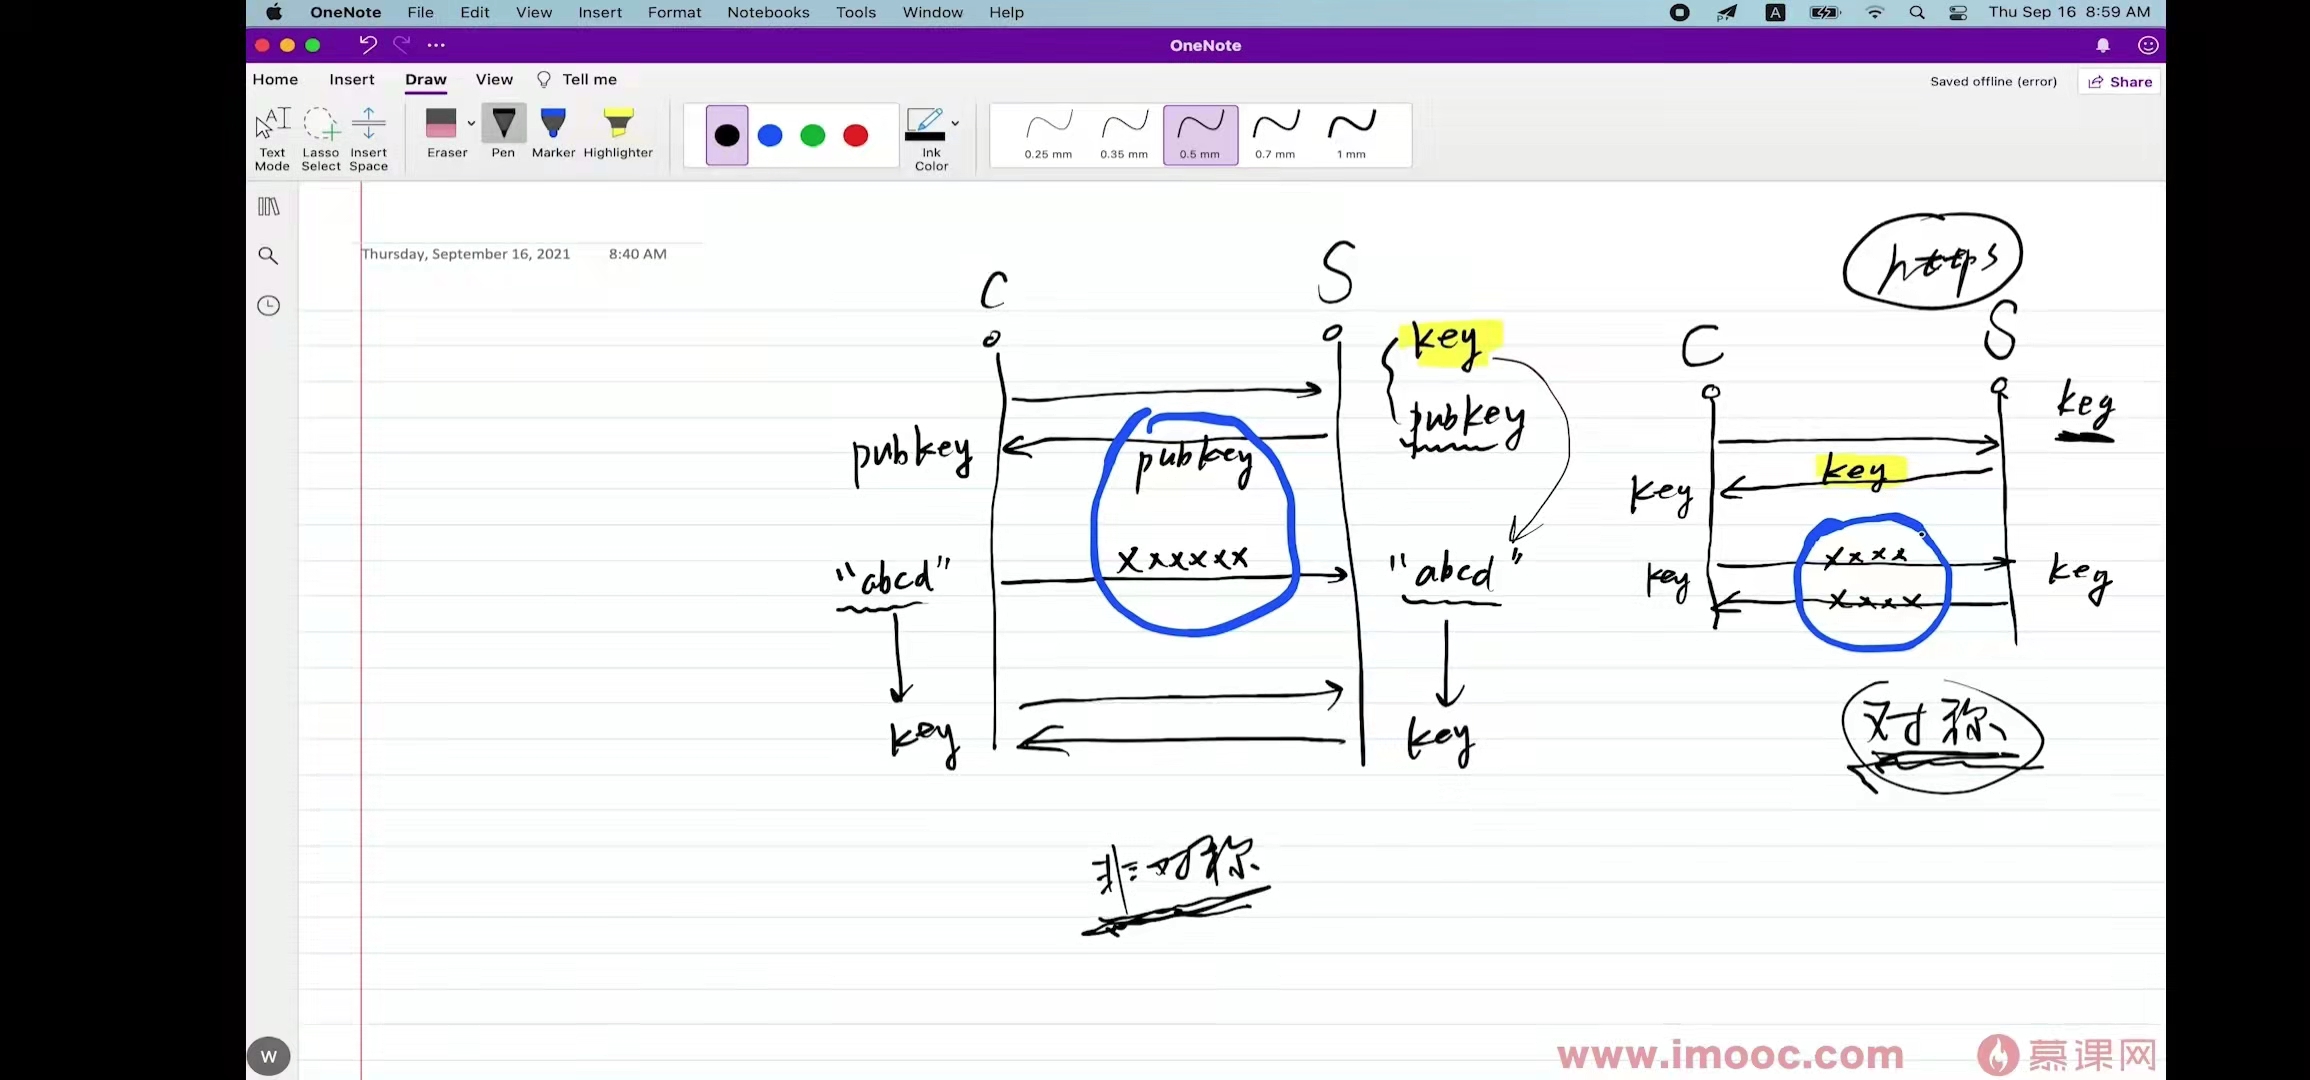 OneNote File Edit View Insert Format Notebooks Tools Window Help A Thu Sep 16 8:59 AM
OneNote
Home Insert Draw View Tell me Saved offline (error) Share
Text Mode Lasso Select Insert Space Eraser Pen Marker Highlighter Ink Color 0.25 mm 0.35 mm 0.5 mm 0.7 mm 1 mm
Thursday, September 16, 2021 8:40 AM
C S
key
pubkey
pubkey pubkey
xxxxxx
"abcd" "abcd"
key key
非对称
https
C S
key
key
key
xxxx
key key
xxxx
对称
W
www.imooc.com 慕课网